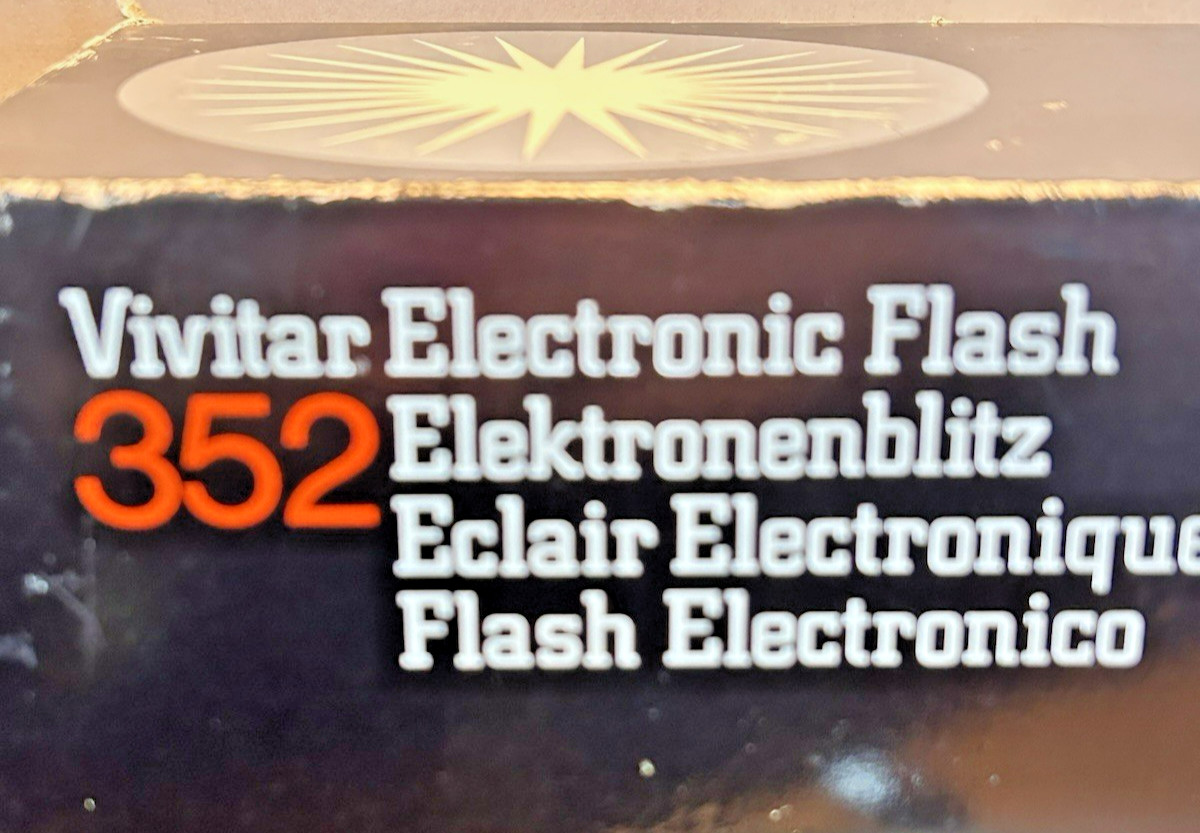 Vivitar Electronic Flash
352 Elektronenblitz
Eclair Electronique
Flash Electronico